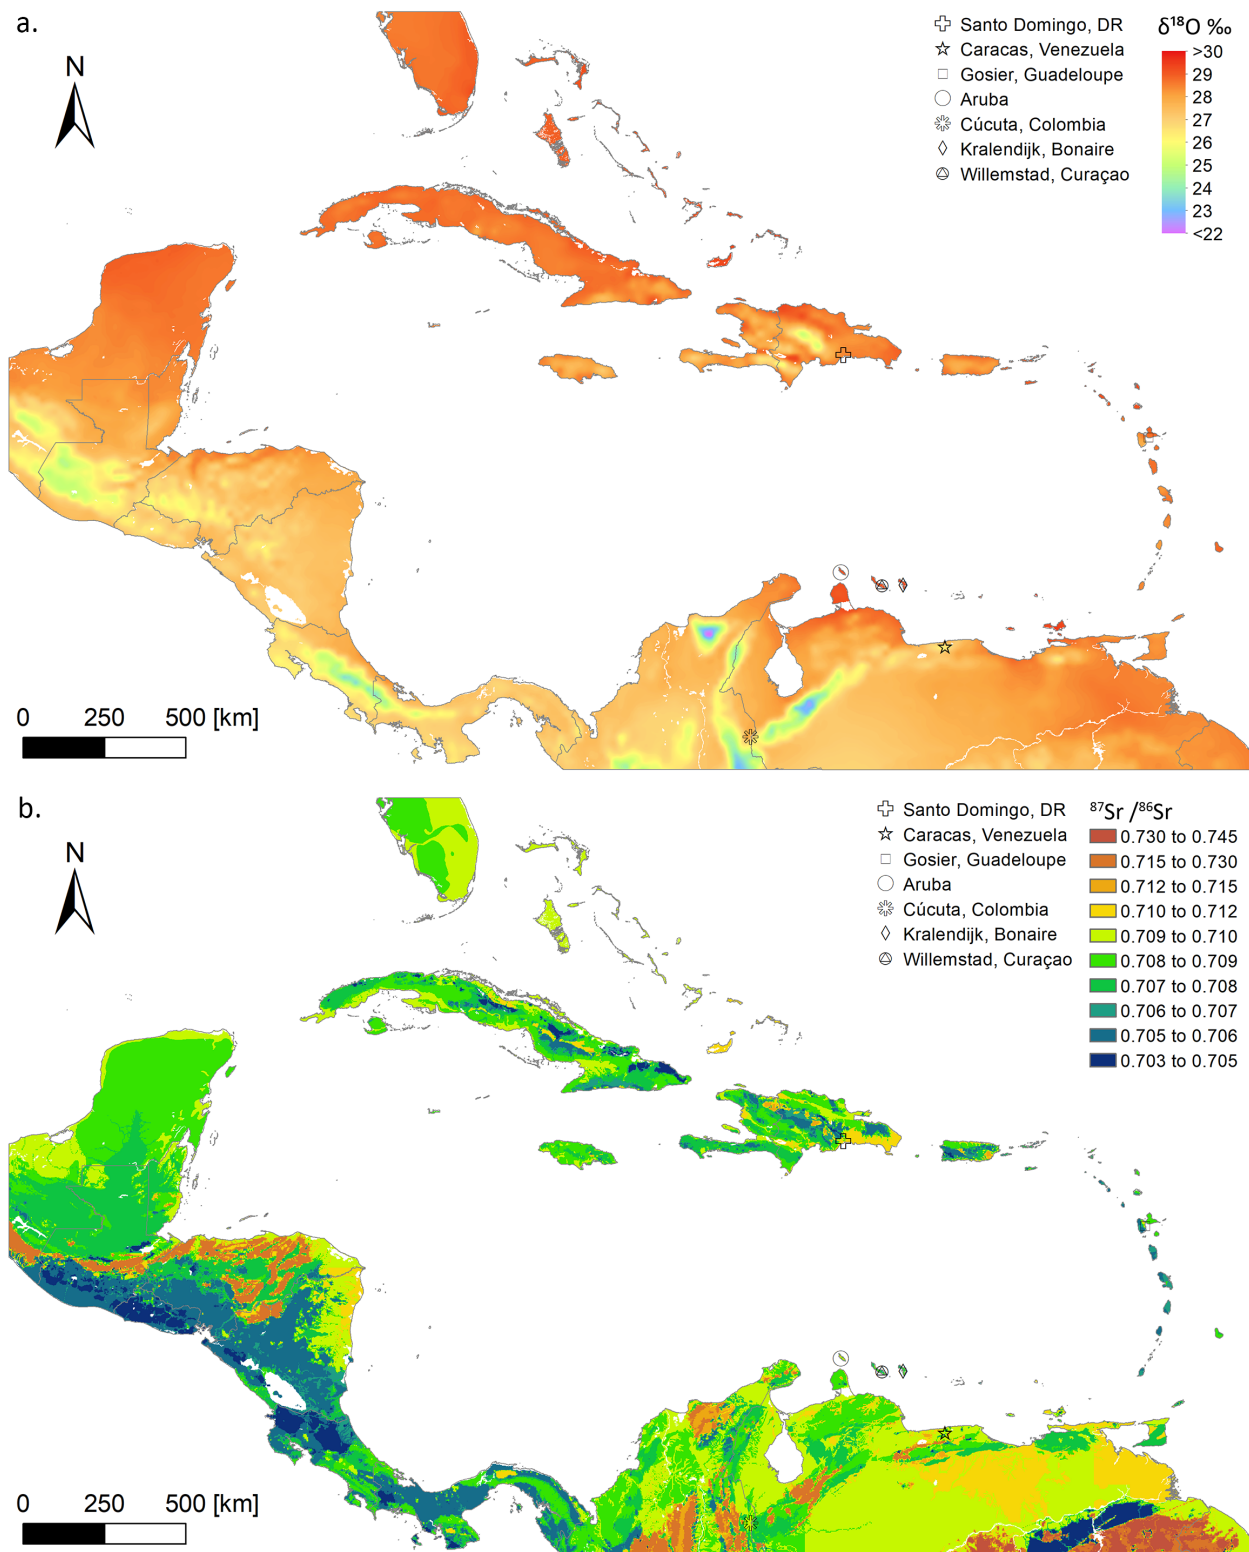 a.
N
Santo Domingo, DR
Caracas, Venezuela
Gosier, Guadeloupe
Aruba
Cúcuta, Colombia
Kralendijk, Bonaire
Willemstad, Curaçao
δ¹⁸O ‰
>30
29
28
27
26
25
24
23
<22
0 250 500 [km]
b.
N
Santo Domingo, DR
Caracas, Venezuela
Gosier, Guadeloupe
Aruba
Cúcuta, Colombia
Kralendijk, Bonaire
Willemstad, Curaçao
⁸⁷Sr /⁸⁶Sr
0.730 to 0.745
0.715 to 0.730
0.712 to 0.715
0.710 to 0.712
0.709 to 0.710
0.708 to 0.709
0.707 to 0.708
0.706 to 0.707
0.705 to 0.706
0.703 to 0.705
0 250 500 [km]